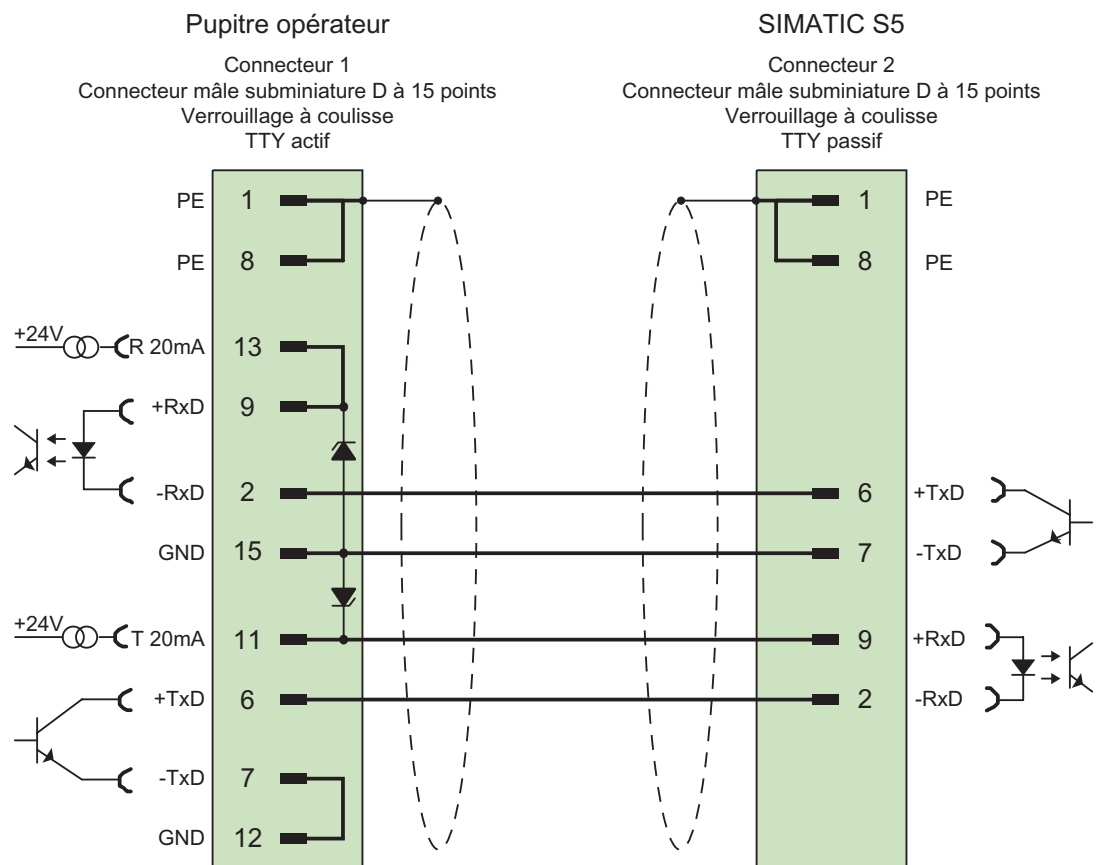 Pupitre opérateur
Connecteur 1
Connecteur mâle subminiature D à 15 points
Verrouillage à coulisse
TTY actif
PE 1
PE 8
+24V R 20mA 13
+RxD 9
-RxD 2
GND 15
+24V T 20mA 11
+TxD 6
-TxD 7
GND 12
SIMATIC S5
Connecteur 2
Connecteur mâle subminiature D à 15 points
Verrouillage à coulisse
TTY passif
1 PE
8 PE
6 +TxD
7 -TxD
9 +RxD
2 -RxD